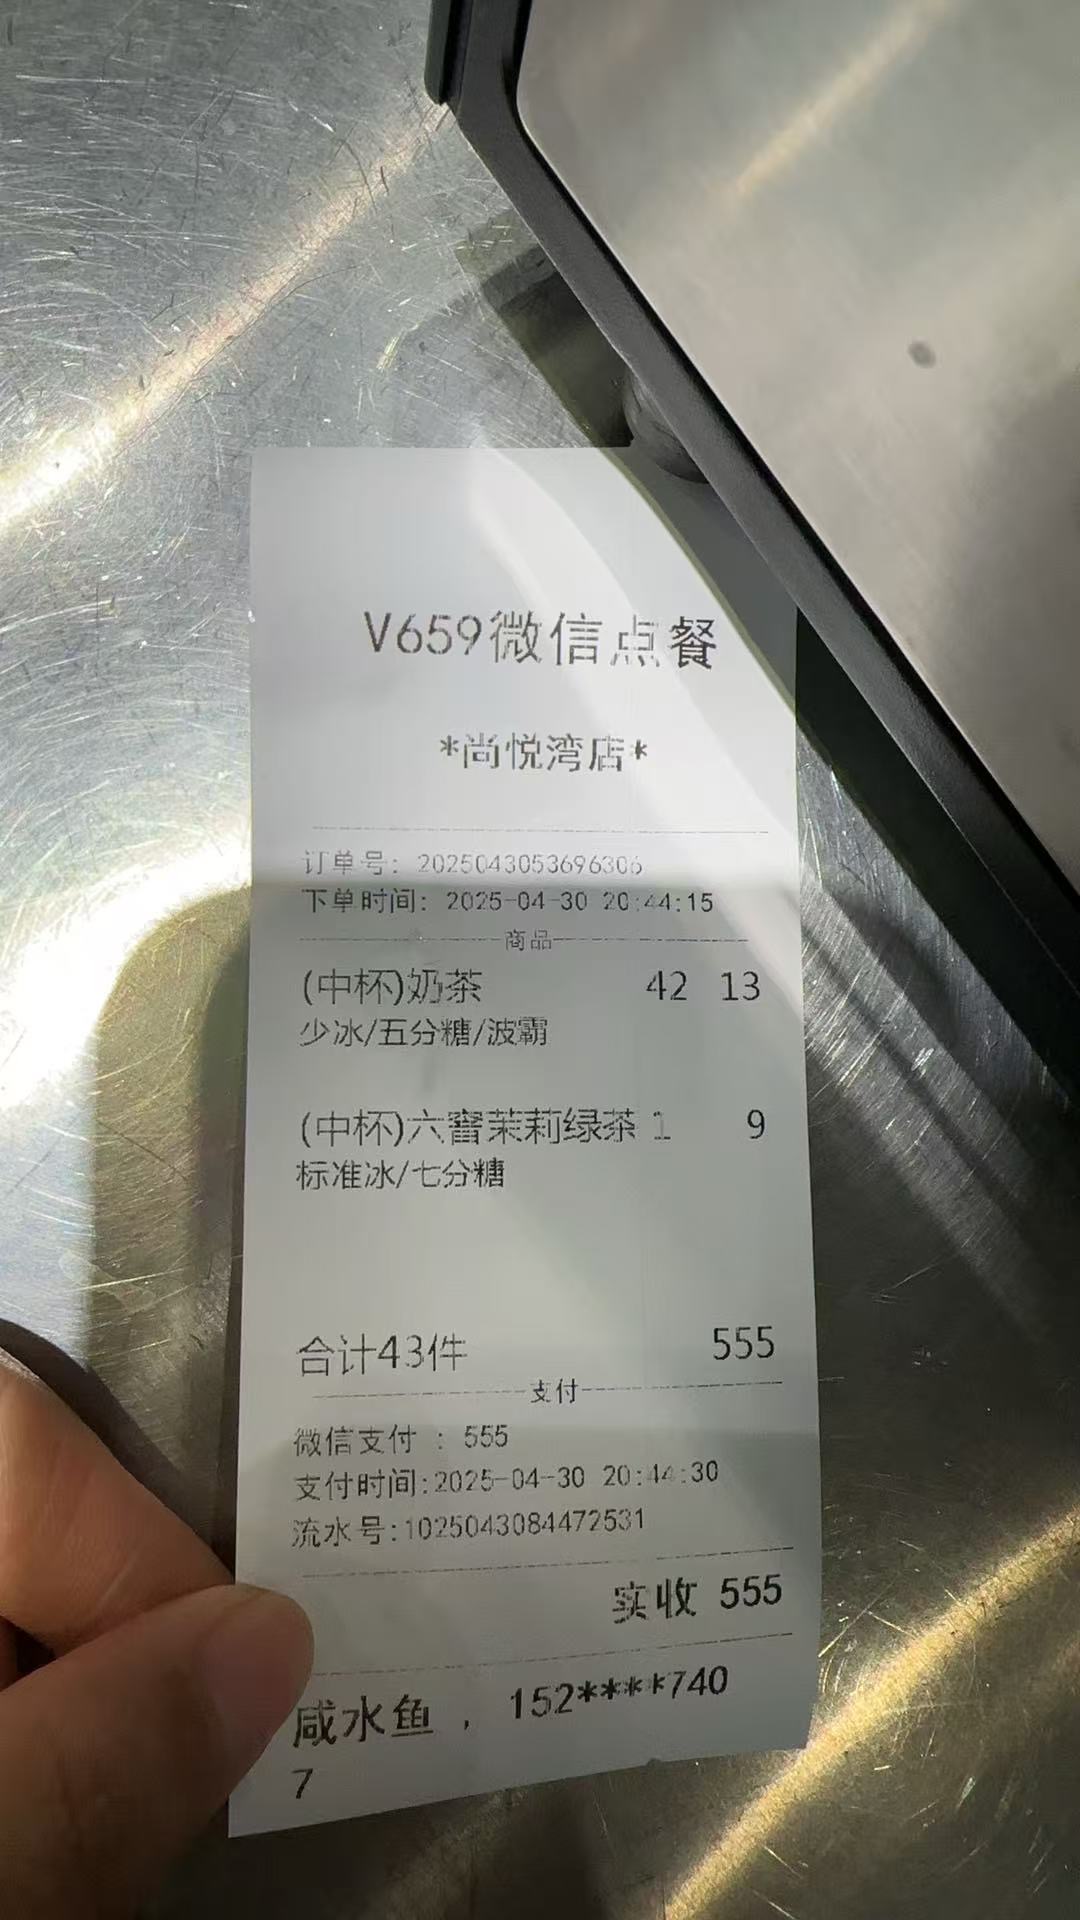 V659微信点餐
*尚悦湾店*
订单号: 2025043053696306
下单时间: 2025-04-30 20:44:15
商品
(中杯)奶茶 42 13
少冰/五分糖/波霸
(中杯)六窨茉莉绿茶 1 9
标准冰/七分糖
合计43件 555
支付
微信支付 : 555
支付时间:2025-04-30 20:44:30
流水号:1025043084472531
实收 555
咸水鱼 , 152****740
7